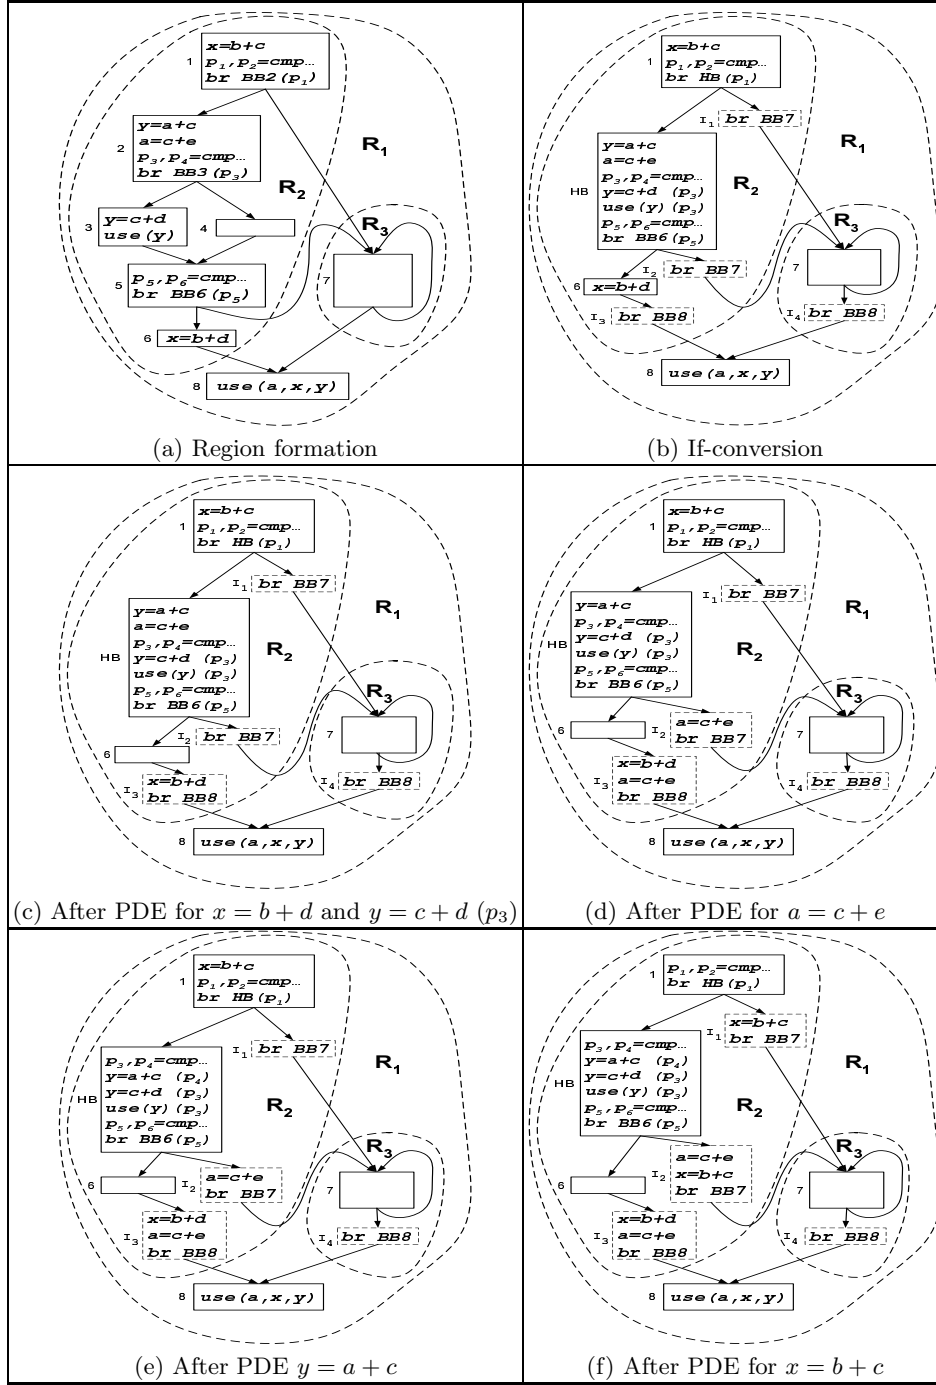 x=b+c
1
p₁,p₂=cmp…
br BB2(p₁)
y=a+c
a=c+e
2
p₃,p₄=cmp…
br BB3(p₃)
R₁
R₂
3
y=c+d
use(y)
4
R₃
5
p₅,p₆=cmp…
br BB6(p₅)
7
6
x=b+d
8
use(a,x,y)
(a) Region formation
x=b+c
1
p₁,p₂=cmp…
br HB(p₁)
I₁
br BB7
y=a+c
a=c+e
p₃,p₄=cmp…
HB
y=c+d (p₃)
use(y)(p₃)
p₅,p₆=cmp…
br BB6(p₅)
R₁
R₂
R₃
I₂
br BB7
7
6
x=b+d
I₃
br BB8
I₄
br BB8
8
use(a,x,y)
(b) If-conversion
x=b+c
1
p₁,p₂=cmp…
br HB(p₁)
I₁
br BB7
y=a+c
a=c+e
p₃,p₄=cmp…
HB
y=c+d (p₃)
use(y)(p₃)
p₅,p₆=cmp…
br BB6(p₅)
R₁
R₂
R₃
I₂
br BB7
7
6
I₃
x=b+d
br BB8
I₄
br BB8
8
use(a,x,y)
(c) After PDE for x = b + d and y = c + d (p₃)
x=b+c
1
p₁,p₂=cmp…
br HB(p₁)
I₁
br BB7
y=a+c
p₃,p₄=cmp…
HB
y=c+d (p₃)
use(y)(p₃)
p₅,p₆=cmp…
br BB6(p₅)
R₁
R₂
R₃
I₂
a=c+e
br BB7
7
6
I₃
x=b+d
a=c+e
br BB8
I₄
br BB8
8
use(a,x,y)
(d) After PDE for a = c + e
x=b+c
1
p₁,p₂=cmp…
br HB(p₁)
I₁
br BB7
p₃,p₄=cmp…
y=a+c (p₄)
HB
y=c+d (p₃)
use(y)(p₃)
p₅,p₆=cmp…
br BB6(p₅)
R₁
R₂
R₃
I₂
a=c+e
br BB7
7
6
I₃
x=b+d
a=c+e
br BB8
I₄
br BB8
8
use(a,x,y)
(e) After PDE y = a + c
1
p₁,p₂=cmp…
br HB(p₁)
I₁
x=b+c
br BB7
p₃,p₄=cmp…
y=a+c (p₄)
HB
y=c+d (p₃)
use(y)(p₃)
p₅,p₆=cmp…
br BB6(p₅)
R₁
R₂
R₃
I₂
a=c+e
x=b+c
br BB7
7
6
I₃
x=b+d
a=c+e
br BB8
I₄
br BB8
8
use(a,x,y)
(f) After PDE for x = b + c